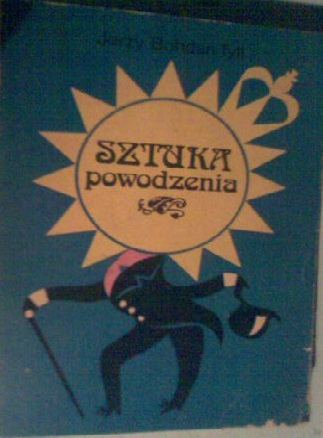 Jerzy Bohdan Tyll
SZTUKA
powodzenia